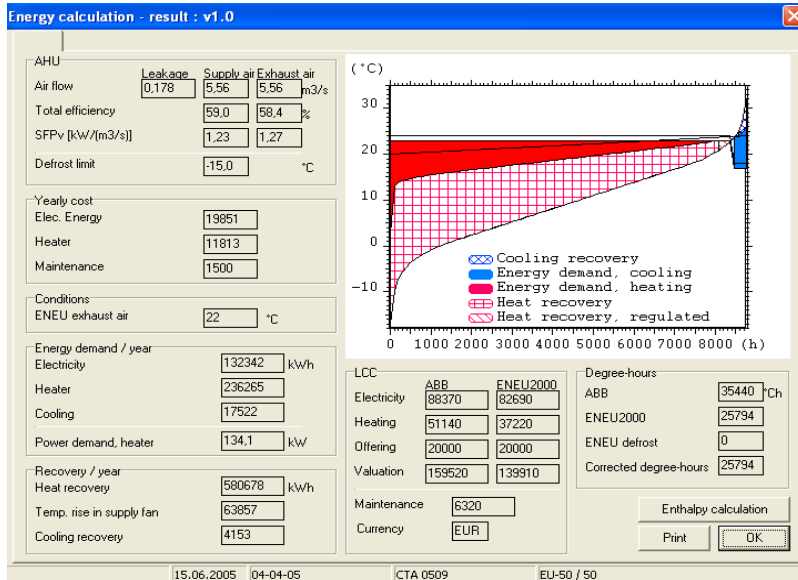 Energy calculation - result : v1.0
AHU
Leakage Supply air Exhaust air
Air flow 0,178 5,56 5,56 m3/s
Total efficiency 59,0 58,4 %
SFPv [kW/(m3/s)] 1,23 1,27
Defrost limit -15,0 °C
Yearly cost
Elec. Energy 19851
Heater 11813
Maintenance 1500
Conditions
ENEU exhaust air 22 °C
Energy demand / year
Electricity 132342 kWh
Heater 236265
Cooling 17522
Power demand, heater 134,1 kW
Recovery / year
Heat recovery 580678 kWh
Temp. rise in supply fan 63857
Cooling recovery 4153
(°C)
30
20
10
0
-10
Cooling recovery
Energy demand, cooling
Energy demand, heating
Heat recovery
Heat recovery, regulated
0 1000 2000 3000 4000 5000 6000 7000 8000 (h)
LCC
ABB ENEU2000
Electricity 88370 82690
Heating 51140 37220
Offering 20000 20000
Valuation 159520 139910
Maintenance 6320
Currency EUR
Degree-hours
ABB 35440 °Ch
ENEU2000 25794
ENEU defrost 0
Corrected degree-hours 25794
Enthalpy calculation
Print OK
15.06.2005 04-04-05 CTA 0509 EU-50 / 50